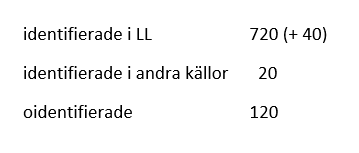 identifierade i LL 720 (+ 40)
identifierade i andra källor 20
oidentifierade 120